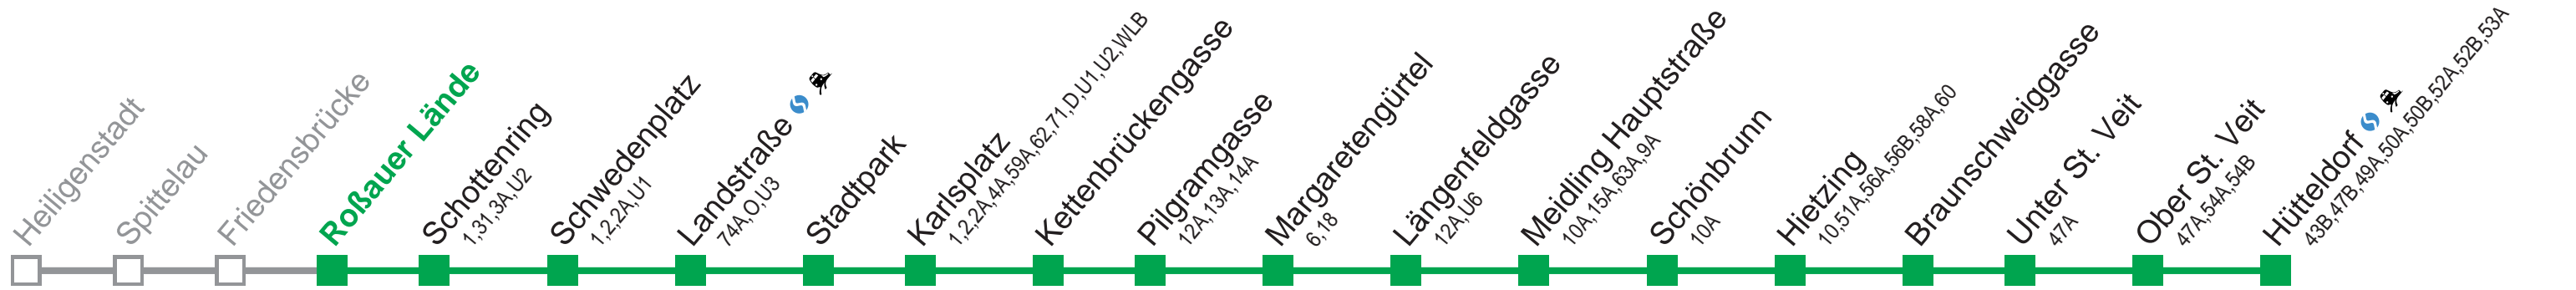 Heiligenstadt
Spittelau
Friedensbrücke
Roßauer Lände
Schottenring
1,31,3A,U2
Schwedenplatz
1,2,2A,U1
Landstraße
74A,O,U3
Stadtpark
Karlsplatz
1,2,2A,4A,59A,62,71,D,U1,U2,WLB
Kettenbrückengasse
Pilgramgasse
12A,13A,14A
Margaretengürtel
6,18
Längenfeldgasse
12A,U6
Meidling Hauptstraße
10A,15A,63A,9A
Schönbrunn
10A
Hietzing
10,51A,56A,56B,58A,60
Braunschweiggasse
Unter St. Veit
47A
Ober St. Veit
47A,54A,54B
Hütteldorf
43B,47B,49A,50A,50B,52A,52B,53A